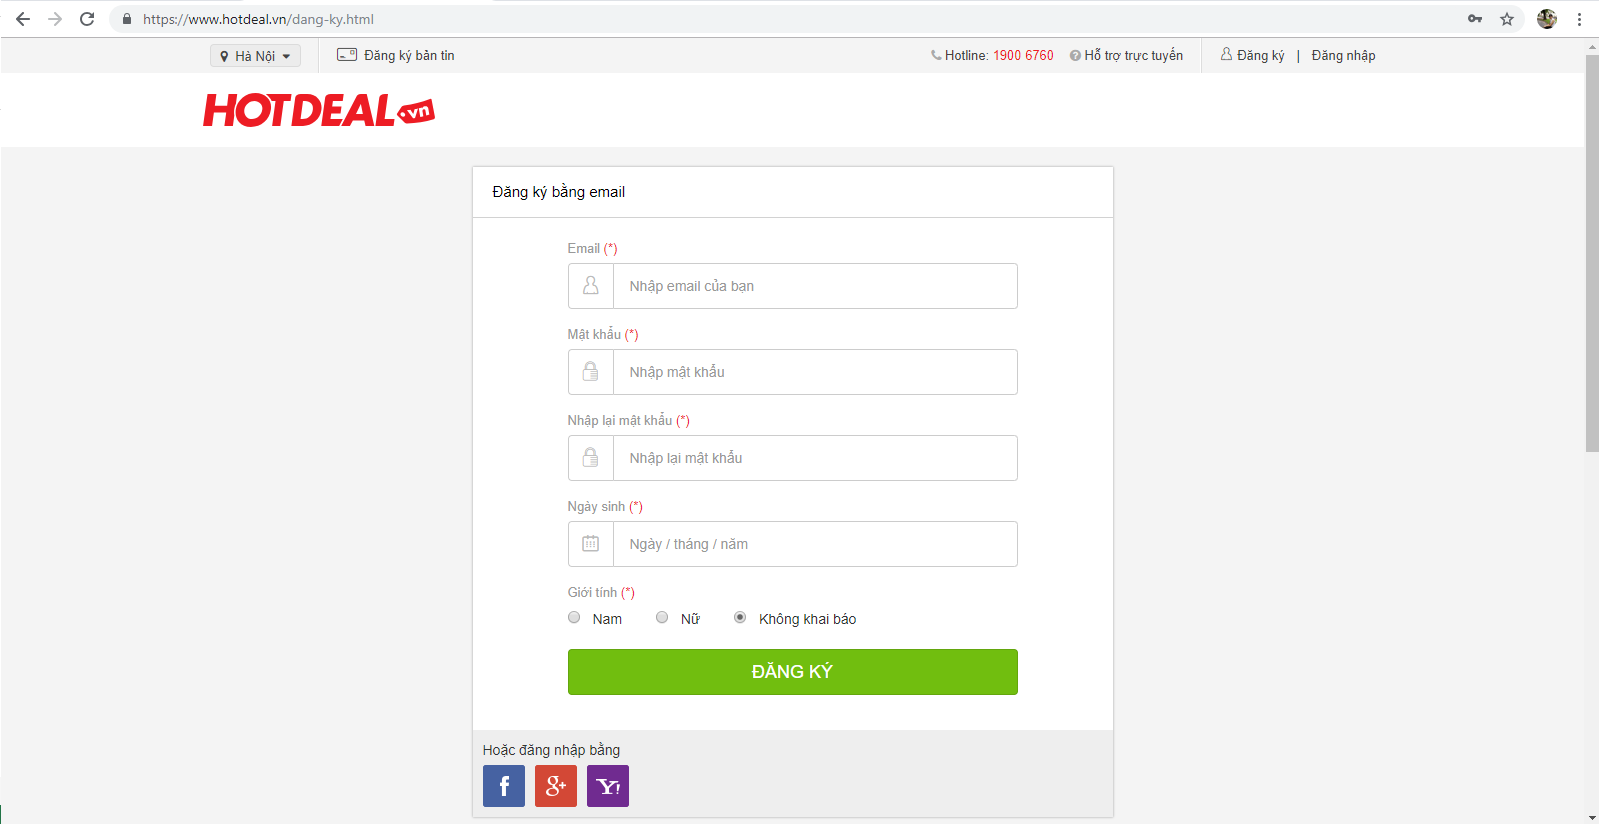 https://www.hotdeal.vn/dang-ky.html
Hà Nội
Đăng ký bản tin
Hotline: 1900 6760
Hỗ trợ trực tuyến
Đăng ký | Đăng nhập
HOTDEAL.vn
Đăng ký bằng email
Email (*)
Nhập email của bạn
Mật khẩu (*)
Nhập mật khẩu
Nhập lại mật khẩu (*)
Nhập lại mật khẩu
Ngày sinh (*)
Ngày / tháng / năm
Giới tính (*)
Nam
Nữ
Không khai báo
ĐĂNG KÝ
Hoặc đăng nhập bằng
f
g+
Y!